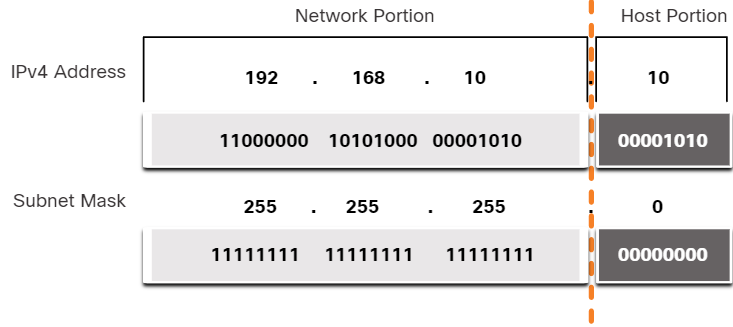 Network Portion Host Portion
IPv4 Address 192 . 168 . 10 . 10
11000000 10101000 00001010 00001010
Subnet Mask 255 . 255 . 255 . 0
11111111 11111111 11111111 00000000